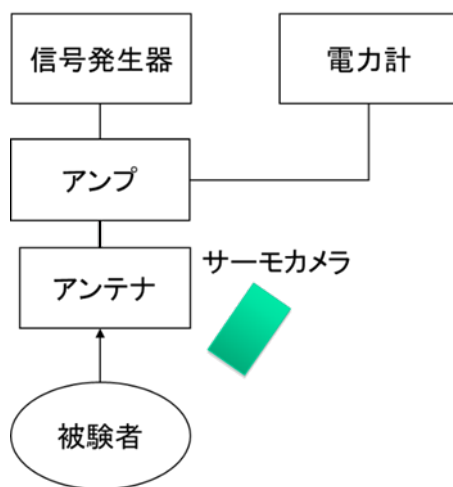 信号発生器
電力計
アンプ
サーモカメラ
アンテナ
被験者